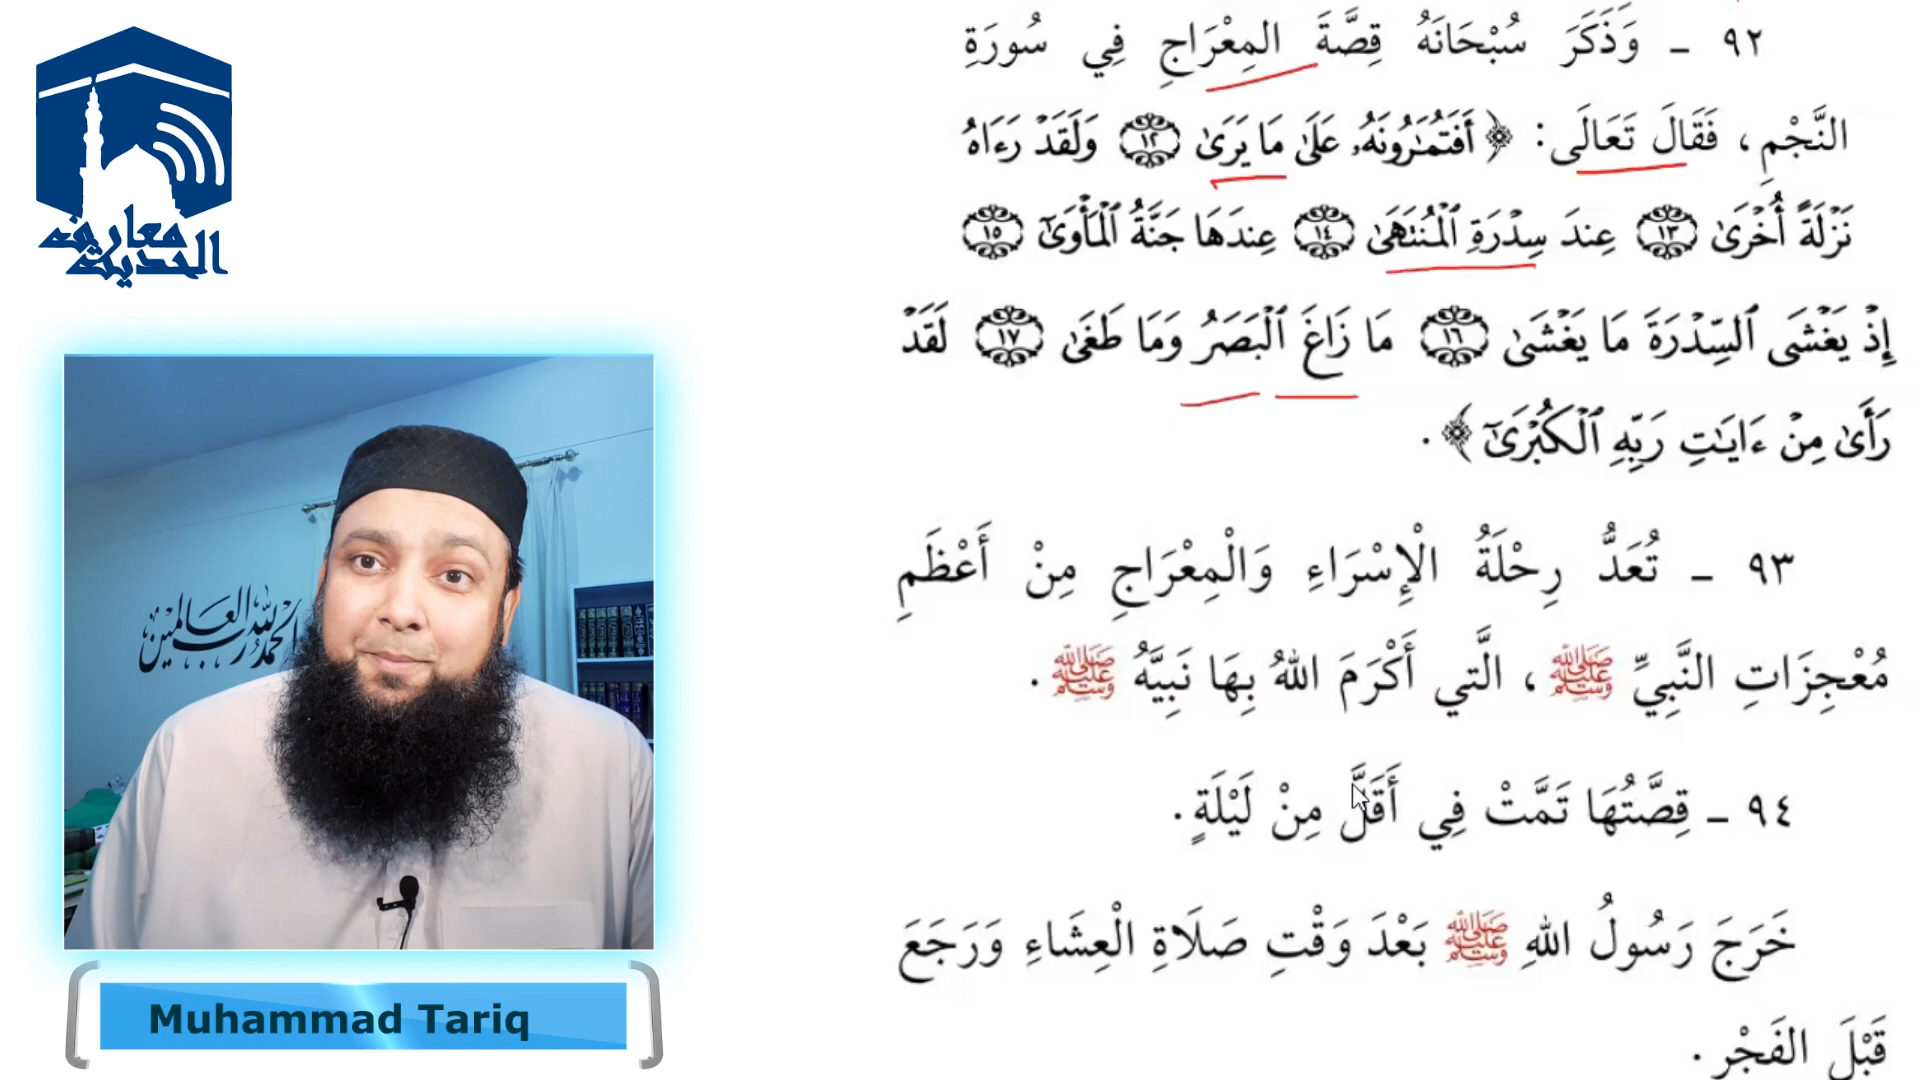 معارف
الحديث
الحمد لله رب العالمين
Muhammad Tariq
٩٢ - وَذَكَرَ سُبْحَانَهُ قِصَّةَ المِعْرَاجِ فِي سُورَةِ
النَّجْمِ، فَقَالَ تَعَالَى: ﴿أَفَتُمَٰرُونَهُۥ عَلَىٰ مَا يَرَىٰ ١٢ وَلَقَدْ رَءَاهُ
نَزْلَةً أُخْرَىٰ ١٣ عِندَ سِدْرَةِ ٱلْمُنتَهَىٰ ١٤ عِندَهَا جَنَّةُ ٱلْمَأْوَىٰٓ ١٥
إِذْ يَغْشَى ٱلسِّدْرَةَ مَا يَغْشَىٰ ١٦ مَا زَاغَ ٱلْبَصَرُ وَمَا طَغَىٰ ١٧ لَقَدْ
رَأَىٰ مِنْ ءَايَٰتِ رَبِّهِ ٱلْكُبْرَىٰٓ﴾.
٩٣ - تُعَدُّ رِحْلَةُ الْإِسْرَاءِ وَالْمِعْرَاجِ مِنْ أَعْظَمِ
مُعْجِزَاتِ النَّبِيِّ ﷺ، الَّتِي أَكْرَمَ اللهُ بِهَا نَبِيَّهُ ﷺ.
٩٤ - قِصَّتُهَا تَمَّتْ فِي أَقَلَّ مِنْ لَيْلَةٍ.
خَرَجَ رَسُولُ اللهِ ﷺ بَعْدَ وَقْتِ صَلَاةِ الْعِشَاءِ وَرَجَعَ
قَبْلَ الفَجْرِ.